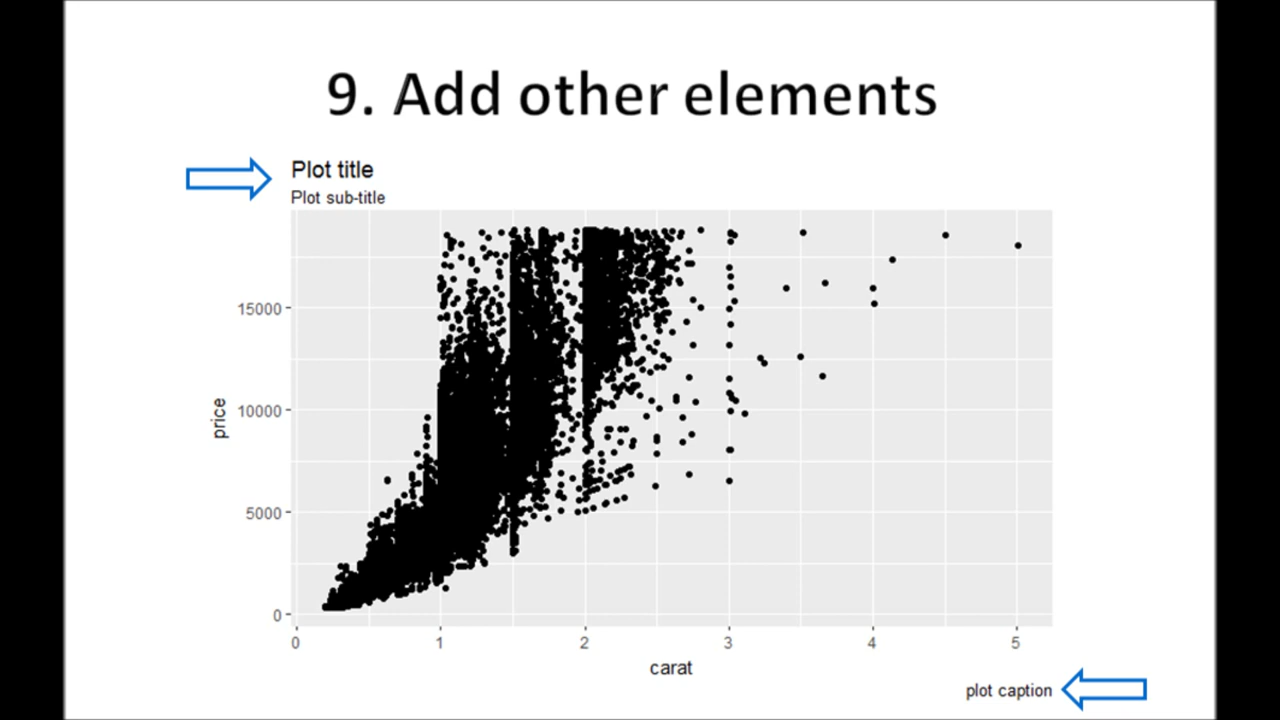 9. Add other elements
Plot title
Plot sub-title
15000
10000
5000
0
price
0 1 2 3 4 5
carat
plot caption